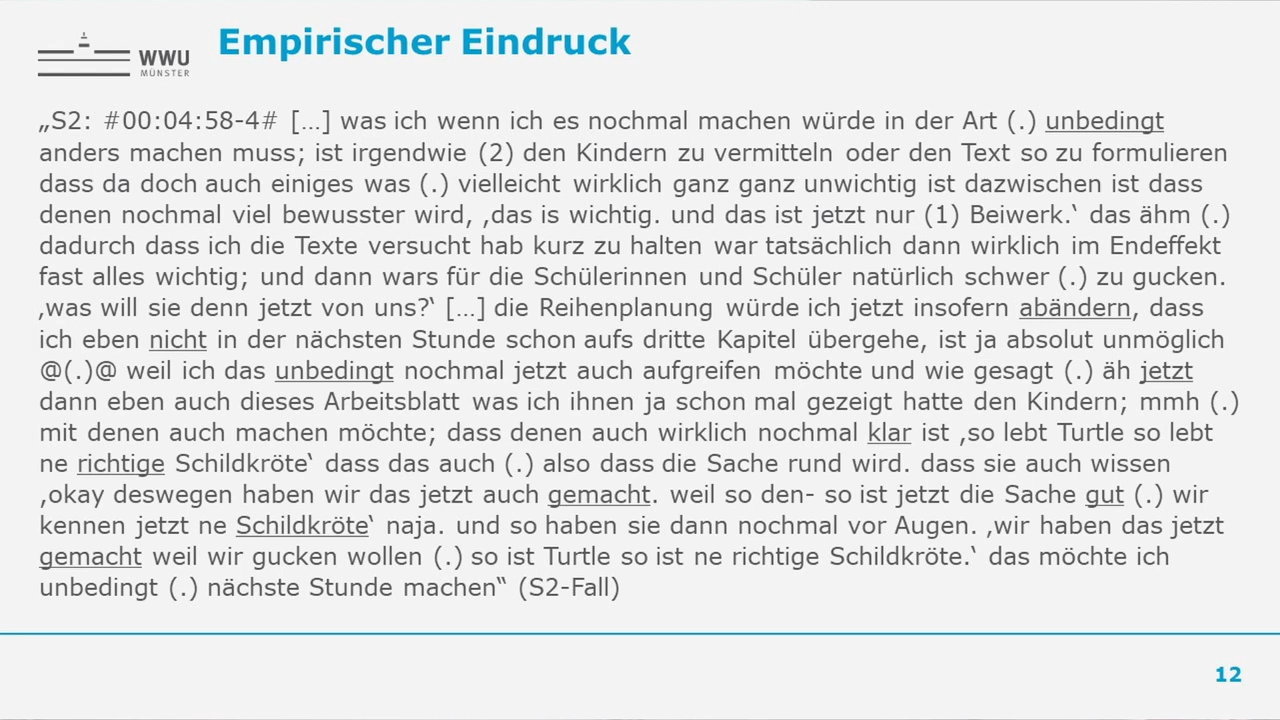 WWU
MÜNSTER
Empirischer Eindruck
„S2: #00:04:58-4# […] was ich wenn ich es nochmal machen würde in der Art (.) unbedingt
anders machen muss; ist irgendwie (2) den Kindern zu vermitteln oder den Text so zu formulieren
dass da doch auch einiges was (.) vielleicht wirklich ganz ganz unwichtig ist dazwischen ist dass
denen nochmal viel bewusster wird, ‚das is wichtig. und das ist jetzt nur (1) Beiwerk.‘ das ähm (.)
dadurch dass ich die Texte versucht hab kurz zu halten war tatsächlich dann wirklich im Endeffekt
fast alles wichtig; und dann wars für die Schülerinnen und Schüler natürlich schwer (.) zu gucken.
‚was will sie denn jetzt von uns?‘ […] die Reihenplanung würde ich jetzt insofern abändern, dass
ich eben nicht in der nächsten Stunde schon aufs dritte Kapitel übergehe, ist ja absolut unmöglich
@(.)@ weil ich das unbedingt nochmal jetzt auch aufgreifen möchte und wie gesagt (.) äh jetzt
dann eben auch dieses Arbeitsblatt was ich ihnen ja schon mal gezeigt hatte den Kindern; mmh (.)
mit denen auch machen möchte; dass denen auch wirklich nochmal klar ist ‚so lebt Turtle so lebt
ne richtige Schildkröte‘ dass das auch (.) also dass die Sache rund wird. dass sie auch wissen
‚okay deswegen haben wir das jetzt auch gemacht. weil so den- so ist jetzt die Sache gut (.) wir
kennen jetzt ne Schildkröte‘ naja. und so haben sie dann nochmal vor Augen. ‚wir haben das jetzt
gemacht weil wir gucken wollen (.) so ist Turtle so ist ne richtige Schildkröte.‘ das möchte ich
unbedingt (.) nächste Stunde machen“ (S2-Fall)
12